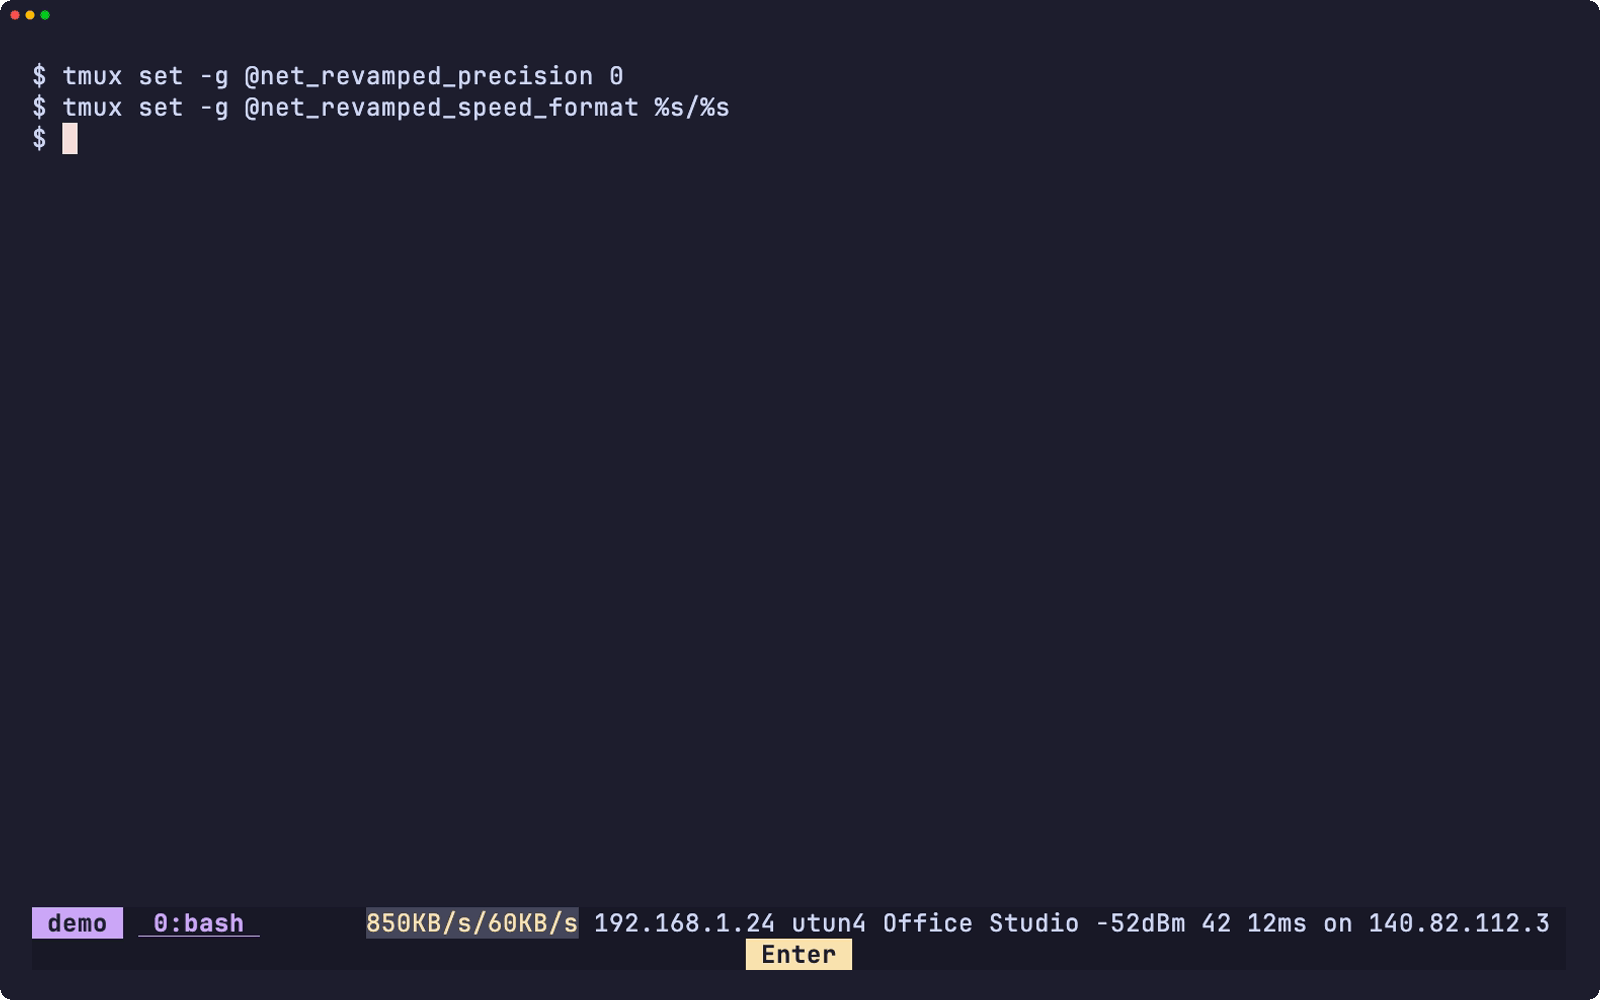 $ tmux set -g @net_revamped_precision 0
$ tmux set -g @net_revamped_speed_format %s/%s
$
demo 0:bash 850KB/s/60KB/s 192.168.1.24 utun4 Office Studio -52dBm 42 12ms on 140.82.112.3
Enter